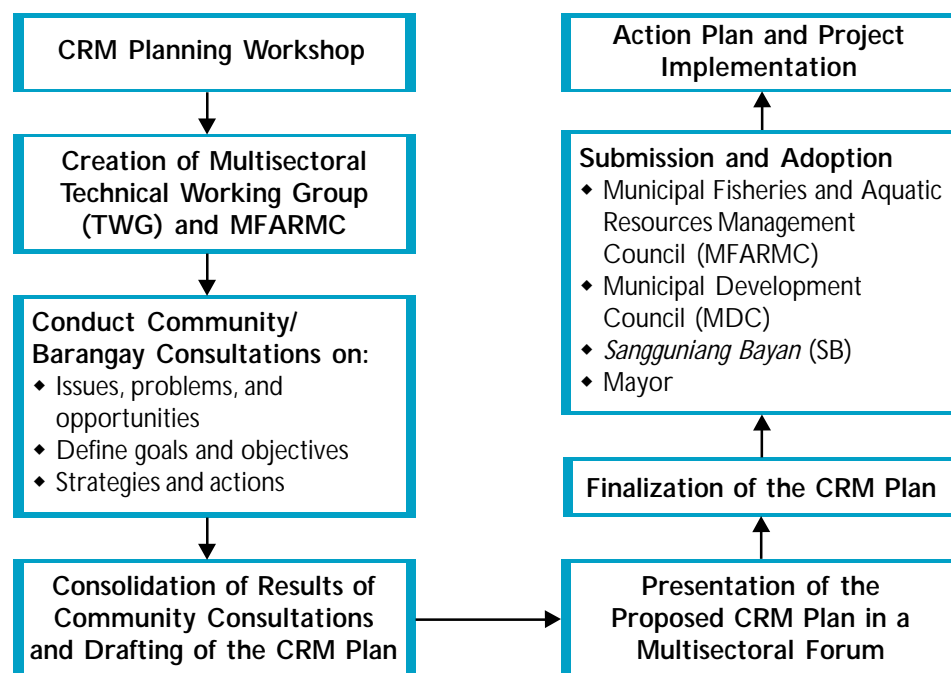 CRM Planning Workshop
Creation of Multisectoral
Technical Working Group
(TWG) and MFARMC
Conduct Community/
Barangay Consultations on:
◆ Issues, problems, and
opportunities
◆ Define goals and objectives
◆ Strategies and actions
Consolidation of Results of
Community Consultations
and Drafting of the CRM Plan
Presentation of the
Proposed CRM Plan in a
Multisectoral Forum
Finalization of the CRM Plan
Submission and Adoption
◆ Municipal Fisheries and Aquatic
Resources Management
Council (MFARMC)
◆ Municipal Development
Council (MDC)
◆ Sangguniang Bayan (SB)
◆ Mayor
Action Plan and Project
Implementation